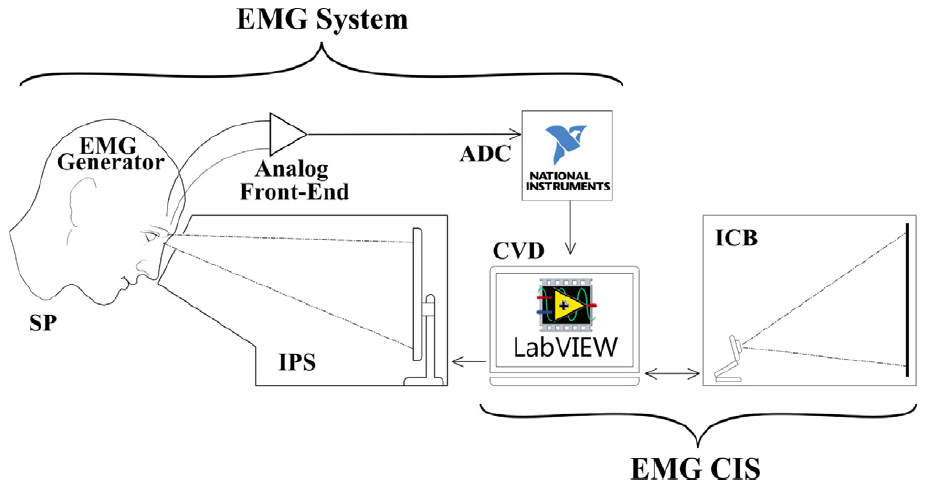 EMG System
EMG
Generator
Analog
Front-End
ADC
NATIONAL
INSTRUMENTS
SP
IPS
CVD
LabVIEW
ICB
EMG CIS